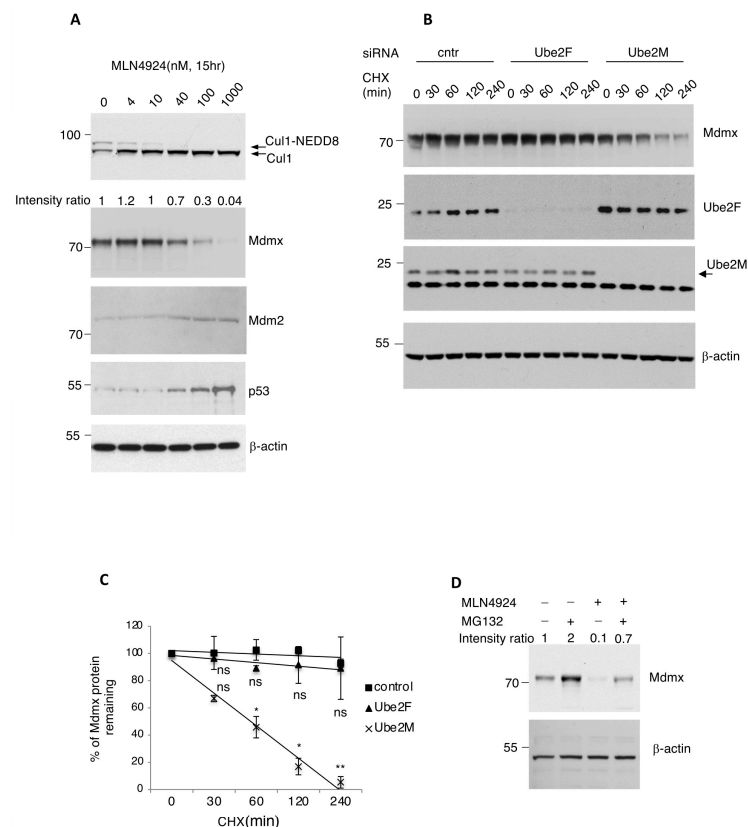 A
MLN4924(nM, 15hr)
0 4 10 40 100 1000
100
Cul1-NEDD8
Cul1
Intensity ratio 1 1.2 1 0.7 0.3 0.04
70
Mdmx
70
Mdm2
55
p53
55
β-actin
B
siRNA cntr Ube2F Ube2M
CHX
(min)
0 30 60 120 240 0 30 60 120 240 0 30 60 120 240
70
Mdmx
25
Ube2F
25
Ube2M
55
β-actin
C
% of Mdmx protein
remaining
120
100
80
60
40
20
0
0 30 60 120 240
CHX(min)
ns
ns
ns
ns
ns
*
*
**
control
Ube2F
Ube2M
D
MLN4924 – – + +
MG132 – + – +
Intensity ratio 1 2 0.1 0.7
70
Mdmx
55
β-actin